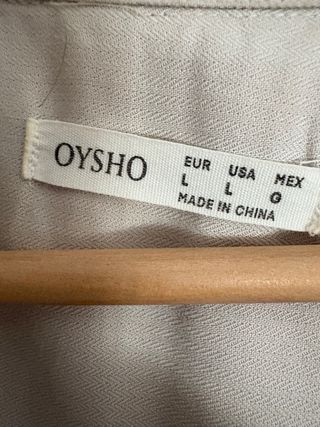 OYSHO
EUR USA MEX
L L G
MADE IN CHINA